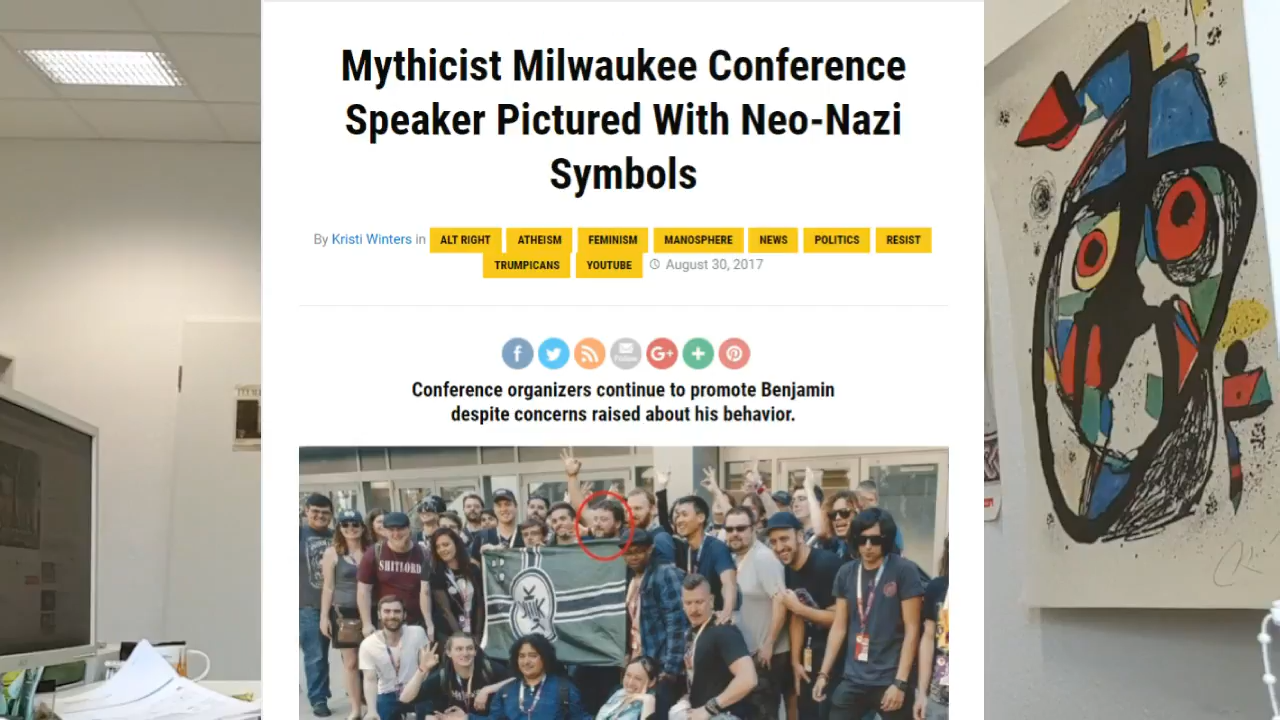 Mythicist Milwaukee Conference
Speaker Pictured With Neo-Nazi
Symbols
By Kristi Winters in ALT RIGHT ATHEISM FEMINISM MANOSPHERE NEWS POLITICS RESIST
TRUMPICANS YOUTUBE August 30, 2017
Follow
Conference organizers continue to promote Benjamin
despite concerns raised about his behavior.
SHITLORD